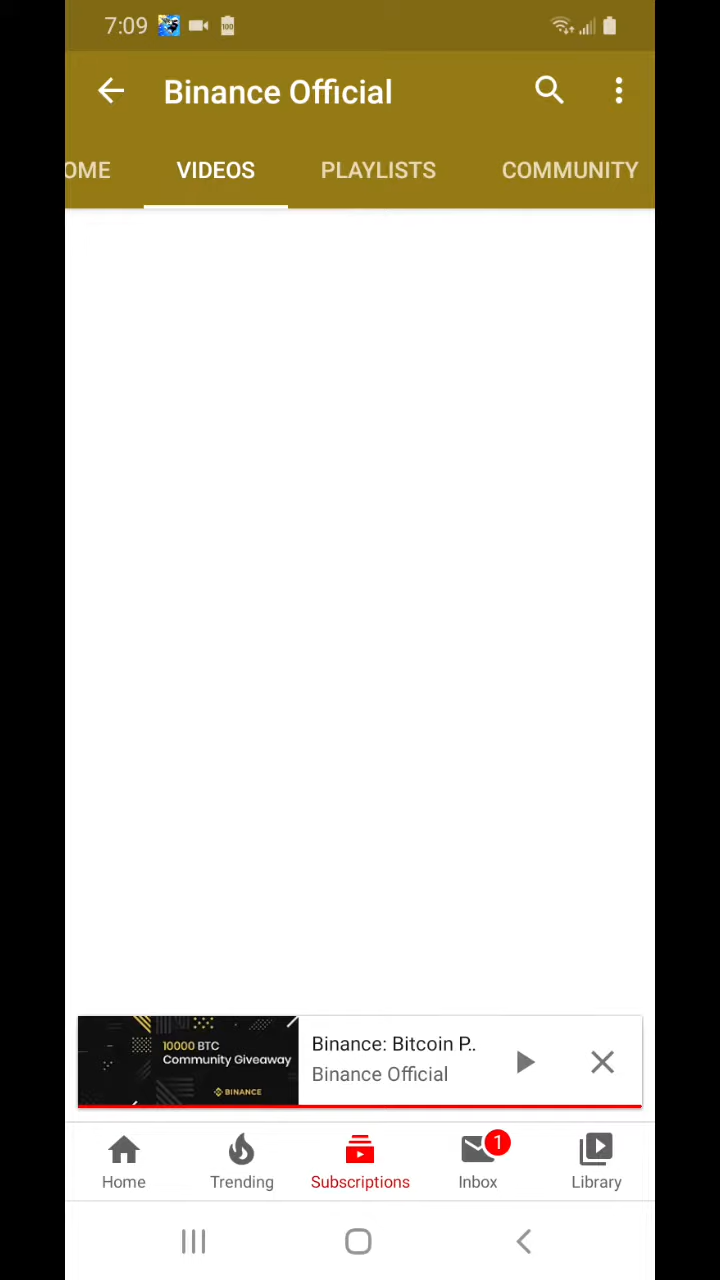 7:09
100
Binance Official
OME
VIDEOS
PLAYLISTS
COMMUNITY
10000 BTC
Community Giveaway
BINANCE
Binance: Bitcoin P..
Binance Official
1
Home
Trending
Subscriptions
Inbox
Library